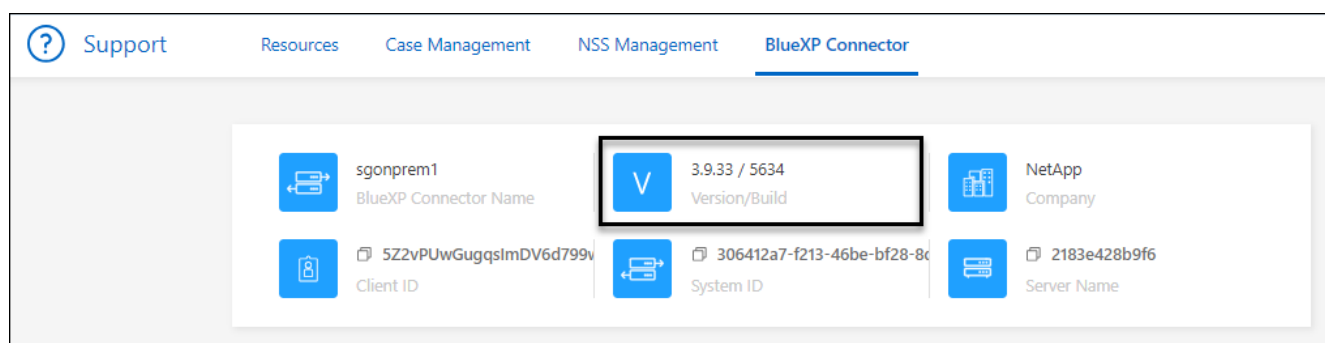 ? Support Resources Case Management NSS Management BlueXP Connector
sgonprem1 V 3.9.33 / 5634 NetApp
BlueXP Connector Name Version/Build Company
5Z2vPUwGugqsImDV6d799 306412a7-f213-46be-bf28-8 2183e428b9f6
Client ID System ID Server Name